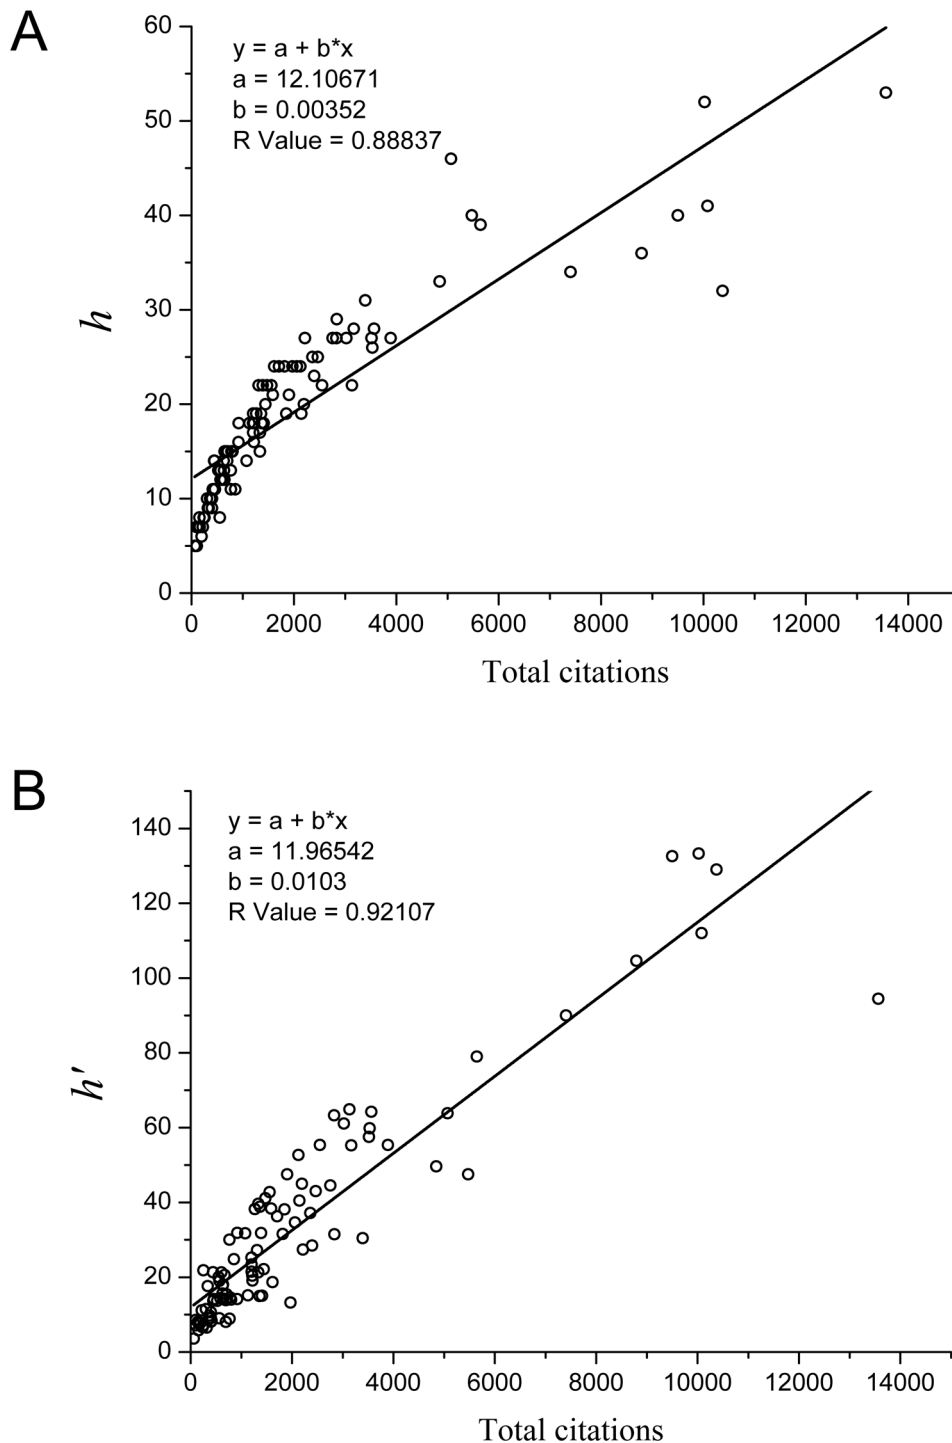 A
60
50
40
30
20
10
0
h
y = a + b*x
a = 12.10671
b = 0.00352
R Value = 0.88837
0 2000 4000 6000 8000 10000 12000 14000
Total citations
B
140
120
100
80
60
40
20
0
h'
y = a + b*x
a = 11.96542
b = 0.0103
R Value = 0.92107
0 2000 4000 6000 8000 10000 12000 14000
Total citations